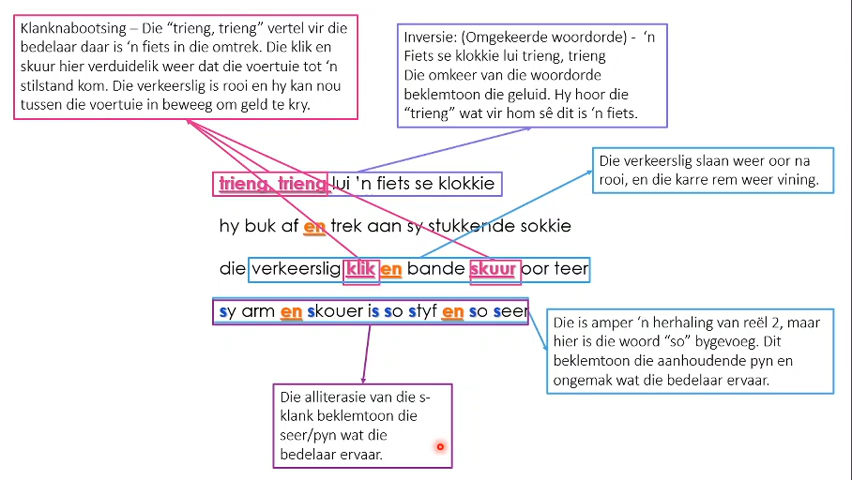 Klanknabootsing – Die “trieng, trieng” vertel vir die
bedelaar daar is ‘n fiets in die omtrek. Die klik en
skuur hier verduidelik weer dat die voertuie tot ‘n
stilstand kom. Die verkeerslig is rooi en hy kan nou
tussen die voertuie in beweeg om geld te kry.
Inversie: (Omgekeerde woordorde) - ‘n
Fiets se klokkie lui trieng, trieng
Die omkeer van die woordorde
beklemtoon die geluid. Hy hoor die
“trieng” wat vir hom sê dit is ‘n fiets.
Die verkeerslig slaan weer oor na
rooi, en die karre rem weer vining.
trieng, trieng lui ‘n fiets se klokkie
hy buk af en trek aan sy stukkende sokkie
die verkeerslig klik en bande skuur oor teer
sy arm en skouer is so styf en so seer
Die is amper ‘n herhaling van reël 2, maar
hier is die woord “so” bygevoeg. Dit
beklemtoon die aanhoudende pyn en
ongemak wat die bedelaar ervaar.
Die alliterasie van die s-
klank beklemtoon die
seer/pyn wat die
bedelaar ervaar.